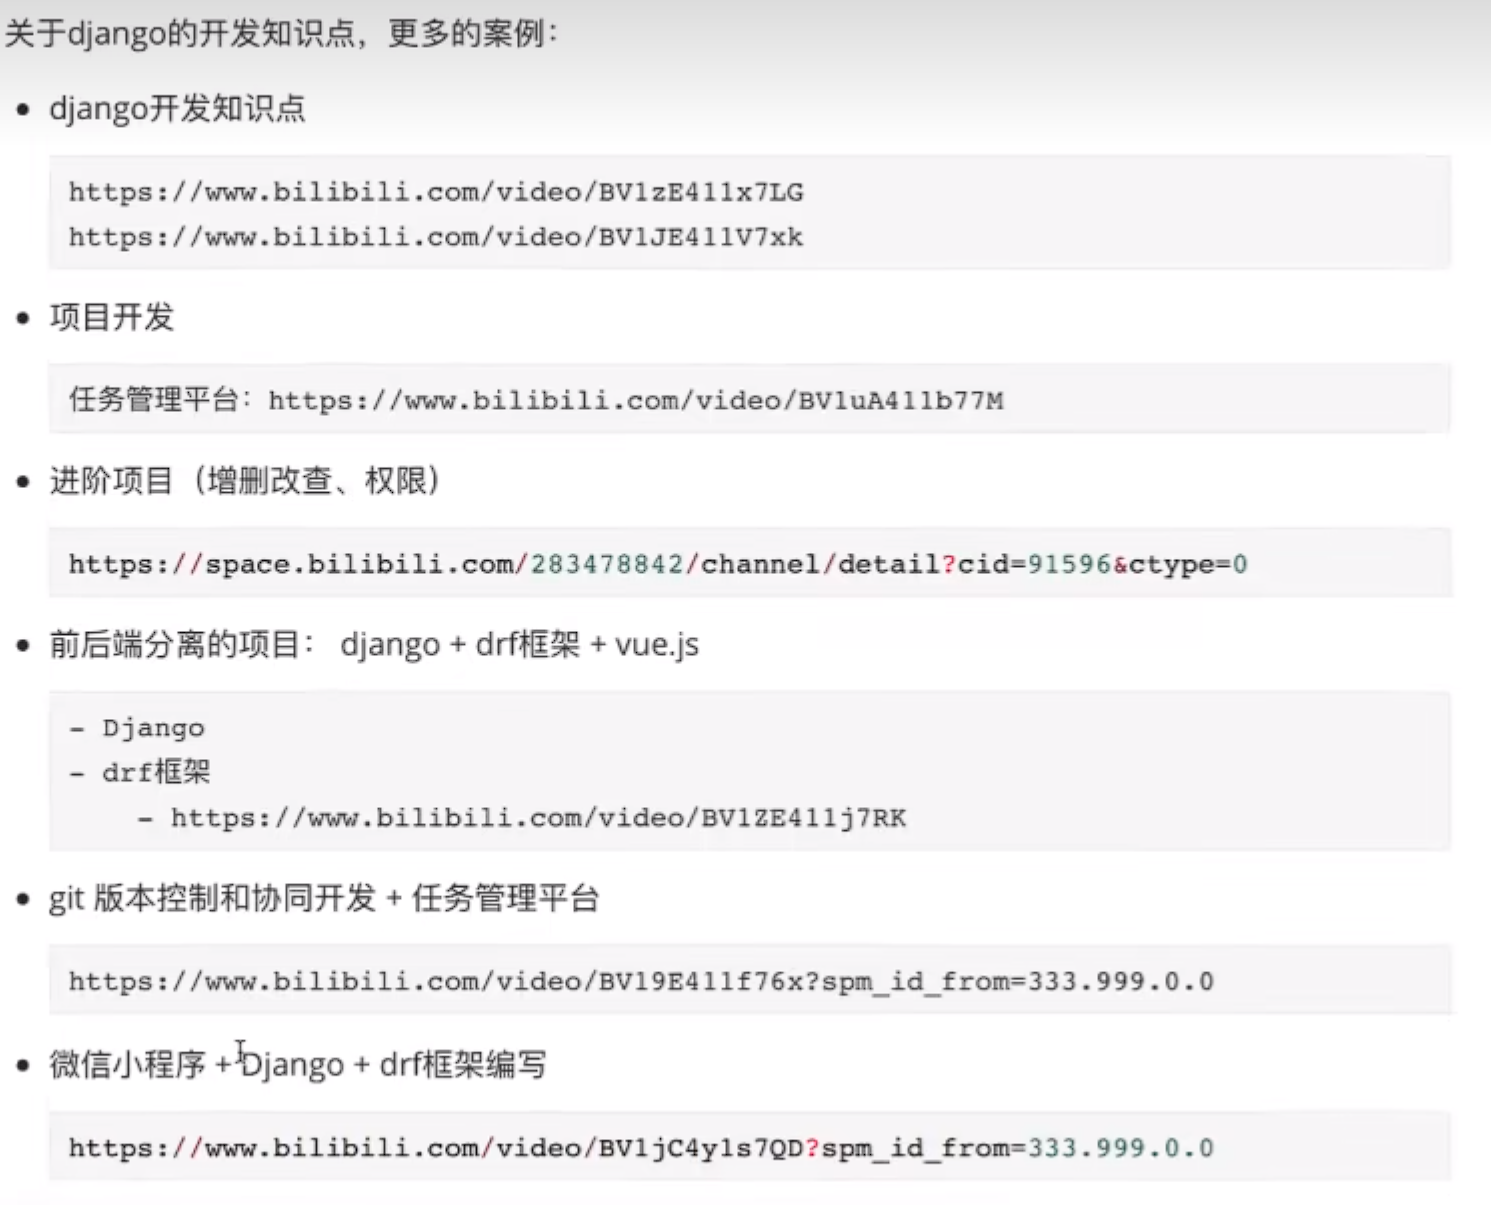 关于django的开发知识点，更多的案例：
django开发知识点
https://www.bilibili.com/video/BV1zE411x7LG
https://www.bilibili.com/video/BV1JE411V7xk
项目开发
任务管理平台：https://www.bilibili.com/video/BV1uA411b77M
进阶项目（增删改查、权限）
https://space.bilibili.com/283478842/channel/detail?cid=91596&ctype=0
前后端分离的项目： django + drf框架 + vue.js
- Django
- drf框架
- https://www.bilibili.com/video/BV1ZE411j7RK
git 版本控制和协同开发 + 任务管理平台
https://www.bilibili.com/video/BV19E411f76x?spm_id_from=333.999.0.0
微信小程序 + Django + drf框架编写
https://www.bilibili.com/video/BV1jC4y1s7QD?spm_id_from=333.999.0.0